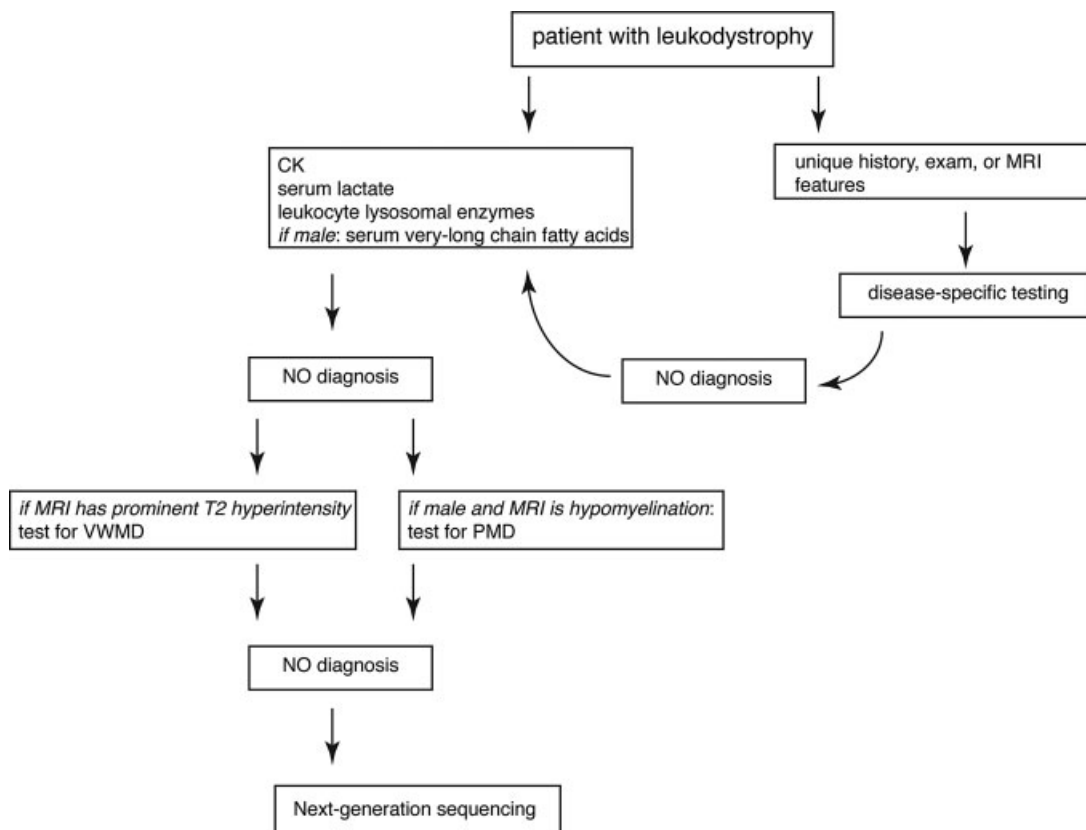 patient with leukodystrophy
CK
serum lactate
leukocyte lysosomal enzymes
if male: serum very-long chain fatty acids
unique history, exam, or MRI
features
disease-specific testing
NO diagnosis
NO diagnosis
if MRI has prominent T2 hyperintensity
test for VWMD
if male and MRI is hypomyelination:
test for PMD
NO diagnosis
Next-generation sequencing